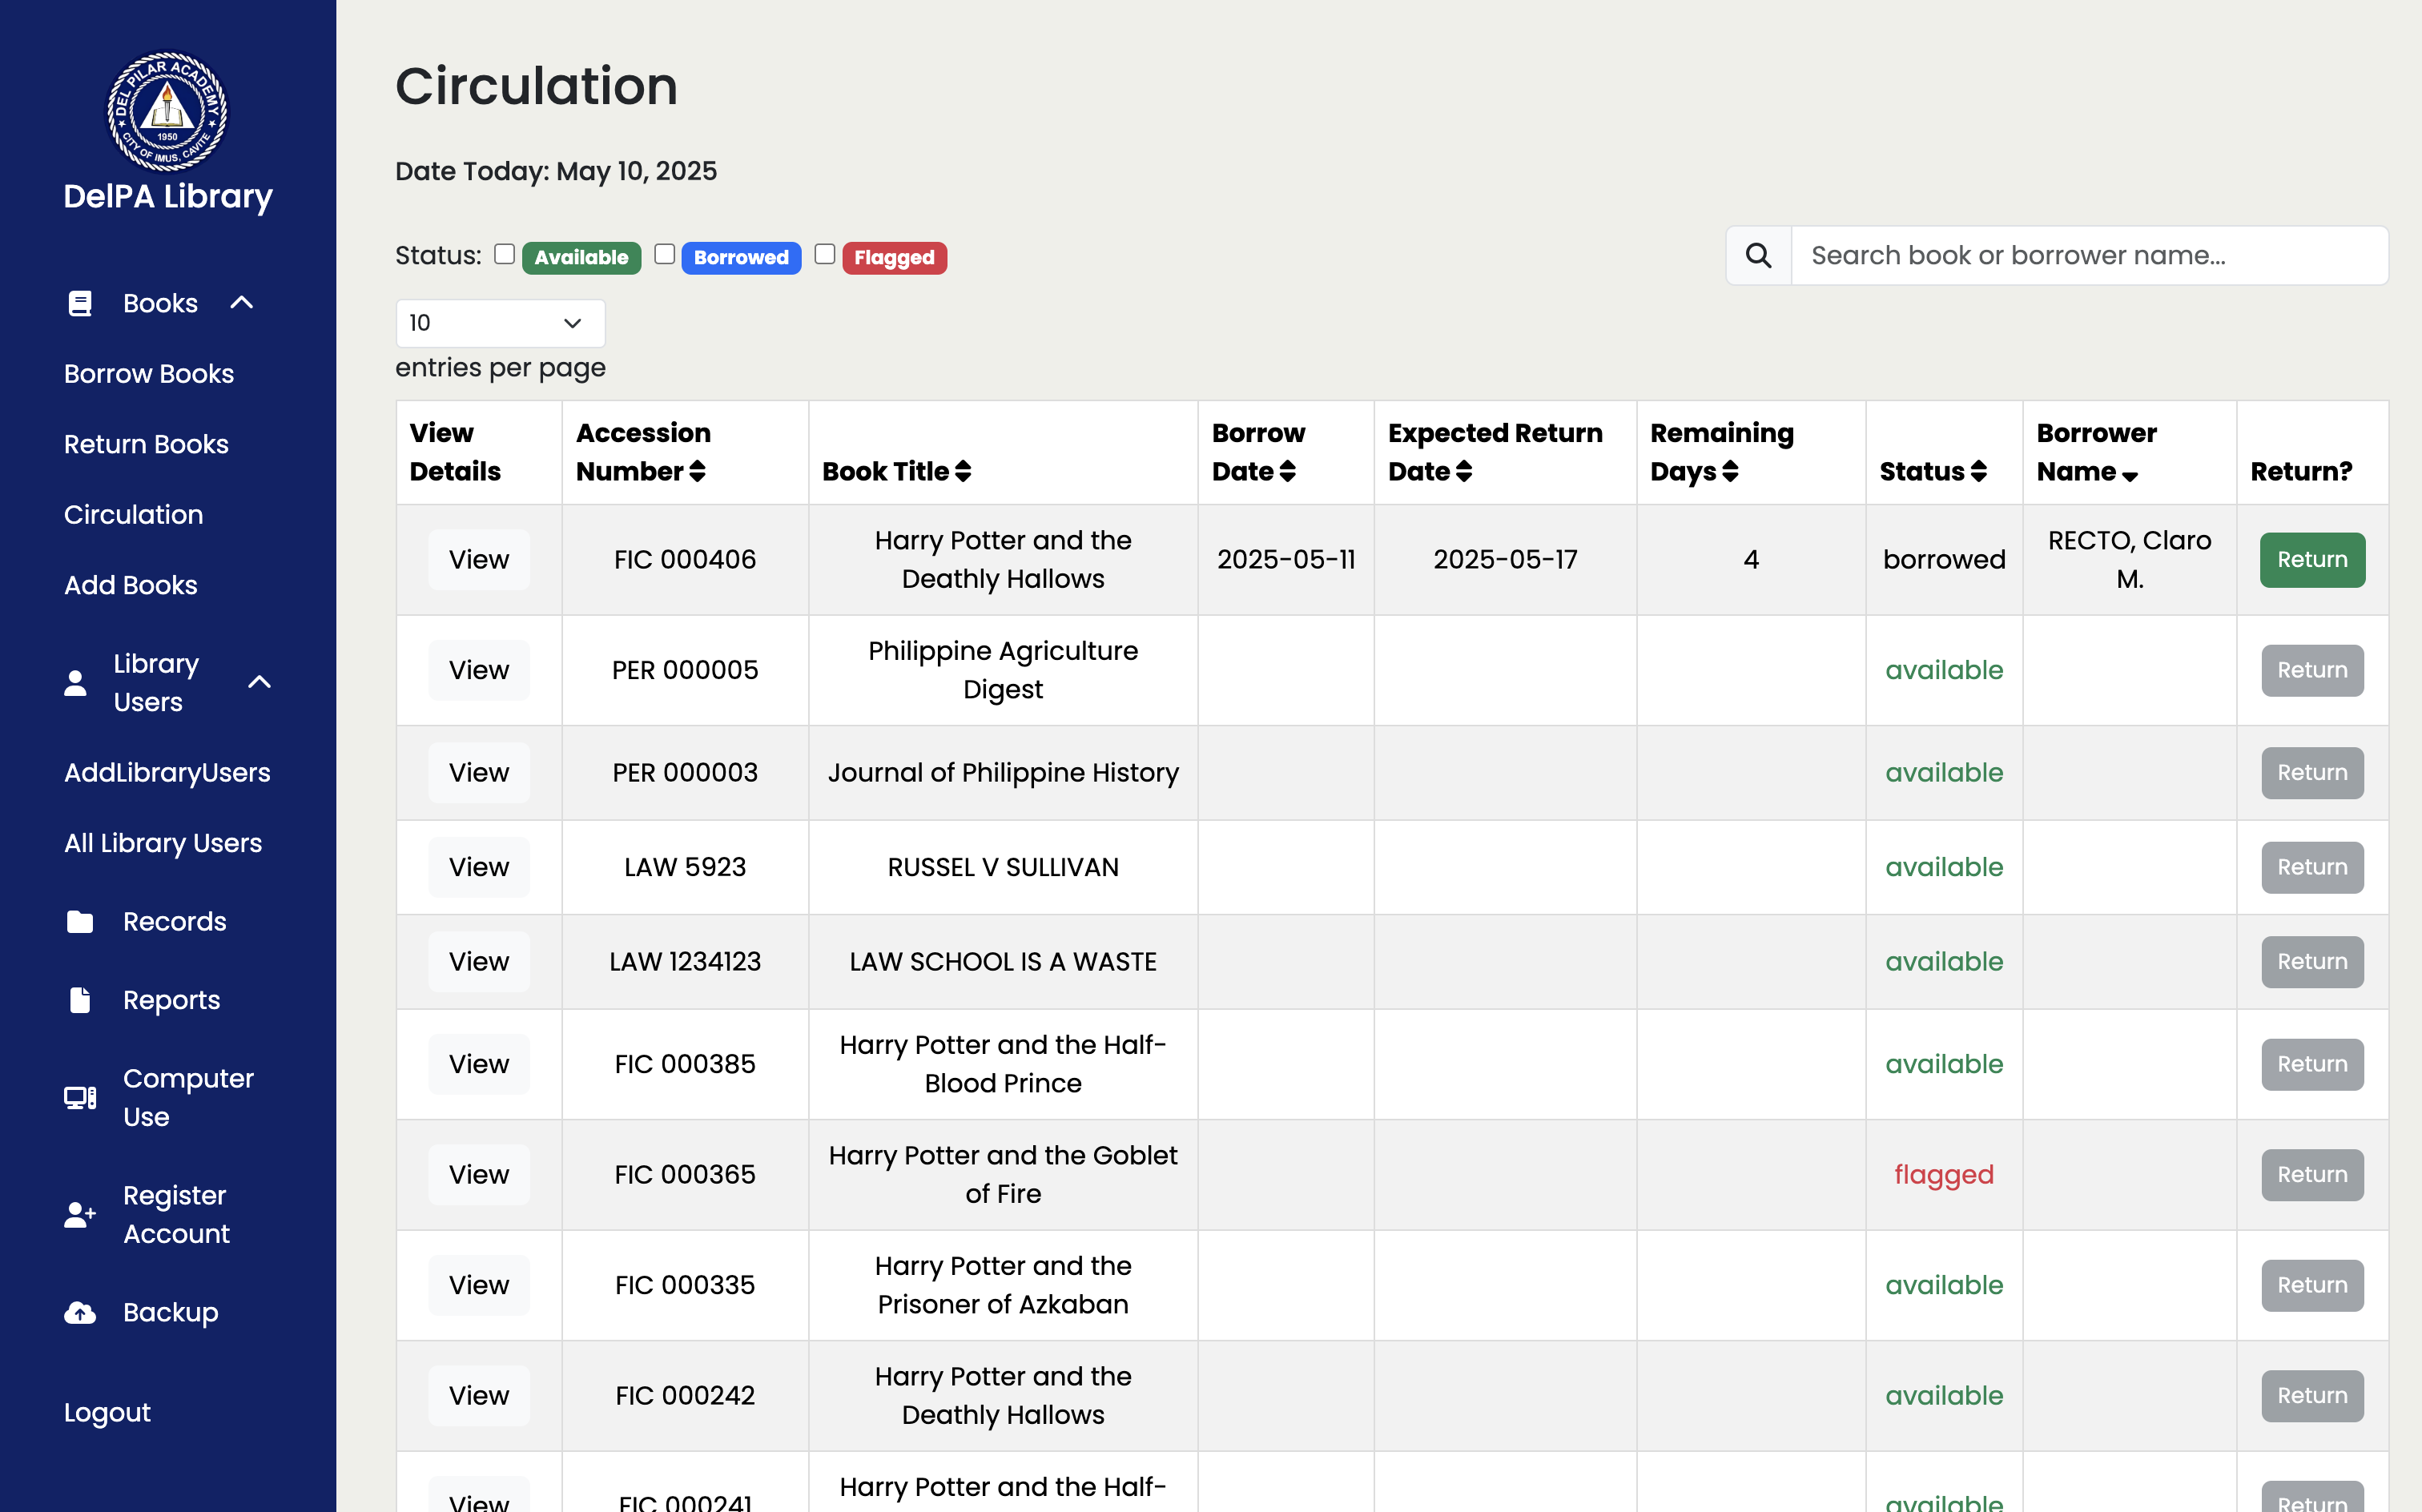 DEL PILAR ACADEMY
1950
CITY OF IMUS, CAVITE
DelPA Library
Books
Borrow Books
Return Books
Circulation
Add Books
Library
Users
AddLibraryUsers
All Library Users
Records
Reports
Computer
Use
Register
Account
Backup
Logout
Circulation
Date Today: May 10, 2025
Status: Available Borrowed Flagged
Search book or borrower name...
10
entries per page
View Details Accession Number Book Title Borrow Date Expected Return Date Remaining Days Status Borrower Name Return?
View FIC 000406 Harry Potter and the Deathly Hallows 2025-05-11 2025-05-17 4 borrowed RECTO, Claro M. Return
View PER 000005 Philippine Agriculture Digest available Return
View PER 000003 Journal of Philippine History available Return
View LAW 5923 RUSSEL V SULLIVAN available Return
View LAW 1234123 LAW SCHOOL IS A WASTE available Return
View FIC 000385 Harry Potter and the Half-Blood Prince available Return
View FIC 000365 Harry Potter and the Goblet of Fire flagged Return
View FIC 000335 Harry Potter and the Prisoner of Azkaban available Return
View FIC 000242 Harry Potter and the Deathly Hallows available Return
View FIC 000241 Harry Potter and the Half- available Return